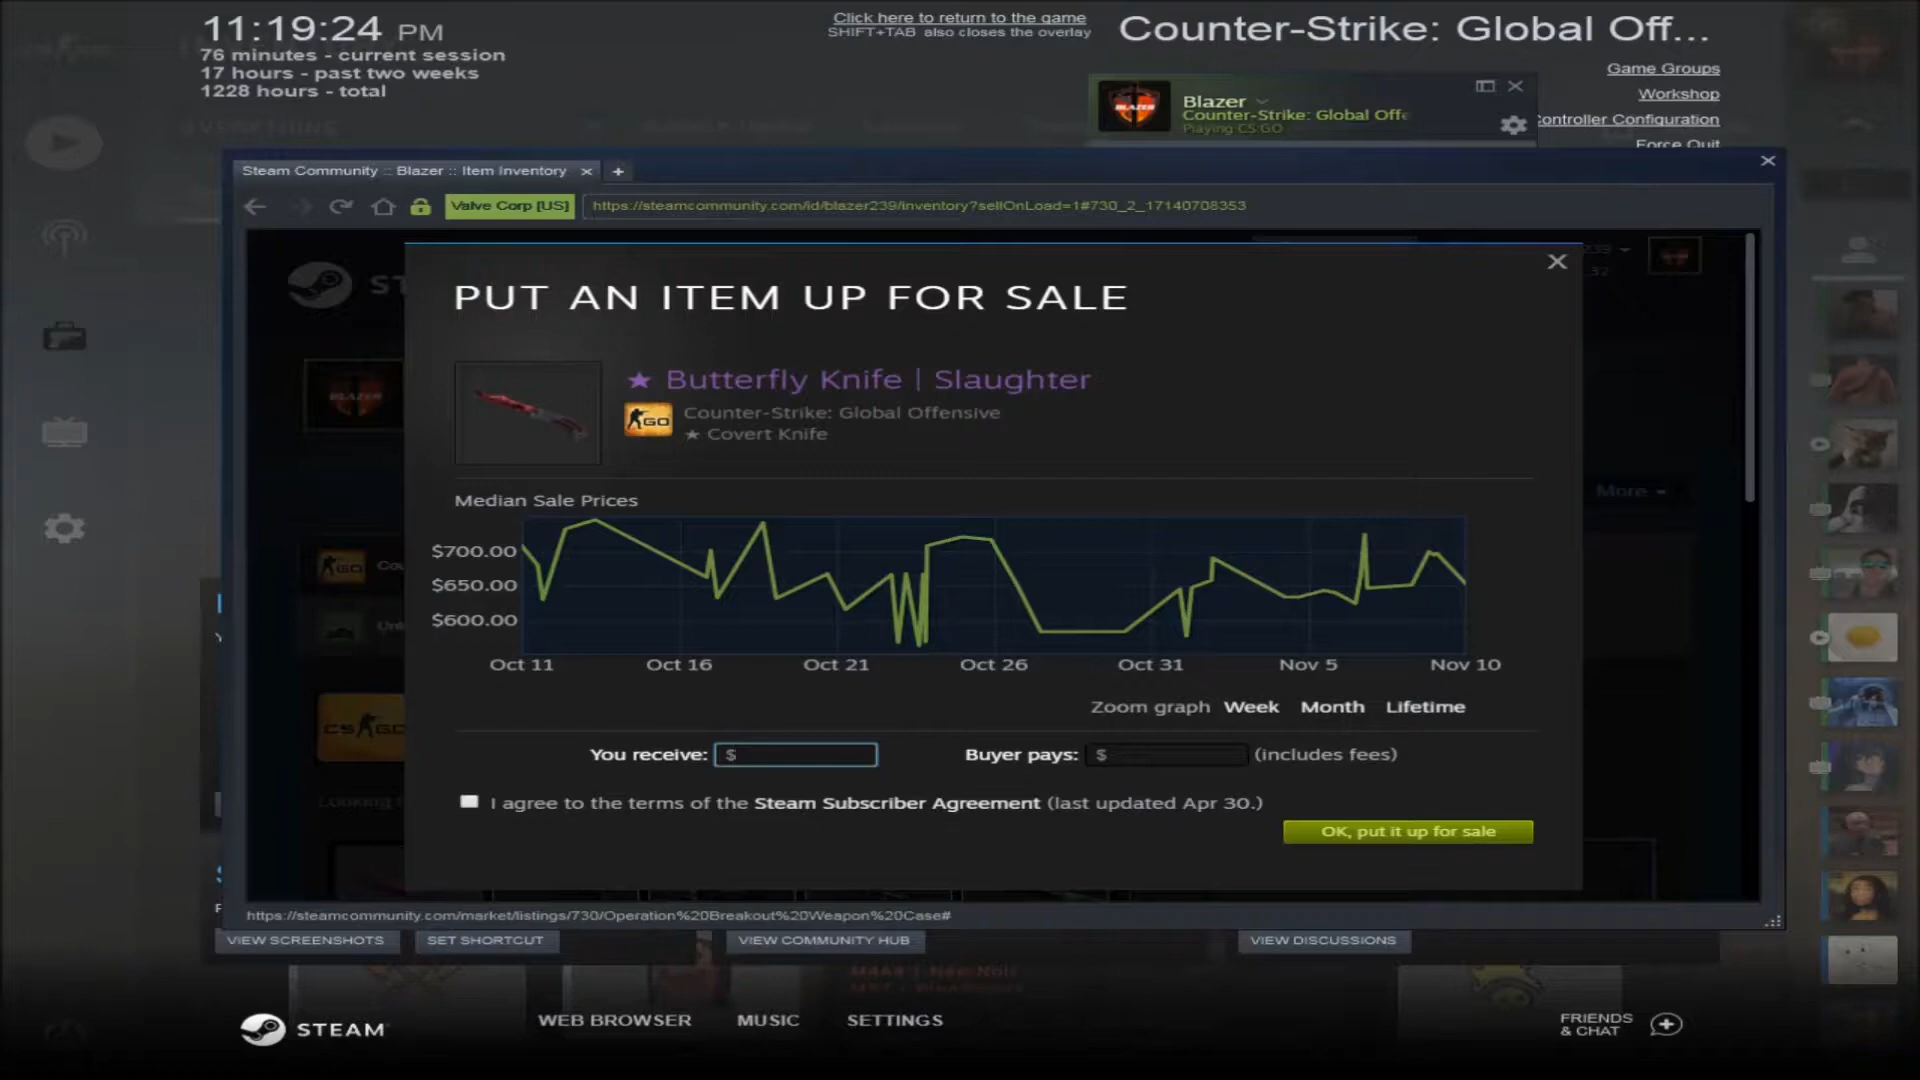 11:19:24 PM
76 minutes - current session
17 hours - past two weeks
1228 hours - total
Click here to return to the game
SHIFT+TAB also closes the overlay
Counter-Strike: Global Off...
Game Groups
Workshop
Controller Configuration
Force Quit
BLAZER
Blazer
Counter-Strike: Global Offe
Playing CS:GO
Steam Community :: Blazer :: Item Inventory
Valve Corp [US]
https://steamcommunity.com/id/blazer239/inventory?sellOnLoad=1#730_2_17140708353
PUT AN ITEM UP FOR SALE
★ Butterfly Knife | Slaughter
GO
Counter-Strike: Global Offensive
★ Covert Knife
BLAZER
More
Median Sale Prices
$700.00
$650.00
$600.00
Oct 11
Oct 16
Oct 21
Oct 26
Oct 31
Nov 5
Nov 10
Zoom graph Week Month Lifetime
You receive: $
Buyer pays: $ (includes fees)
I agree to the terms of the Steam Subscriber Agreement (last updated Apr 30.)
OK, put it up for sale
GO
CS GO
https://steamcommunity.com/market/listings/730/Operation%20Breakout%20Weapon%20Case#
VIEW SCREENSHOTS
SET SHORTCUT
VIEW COMMUNITY HUB
VIEW DISCUSSIONS
STEAM
WEB BROWSER
MUSIC
SETTINGS
FRIENDS
& CHAT